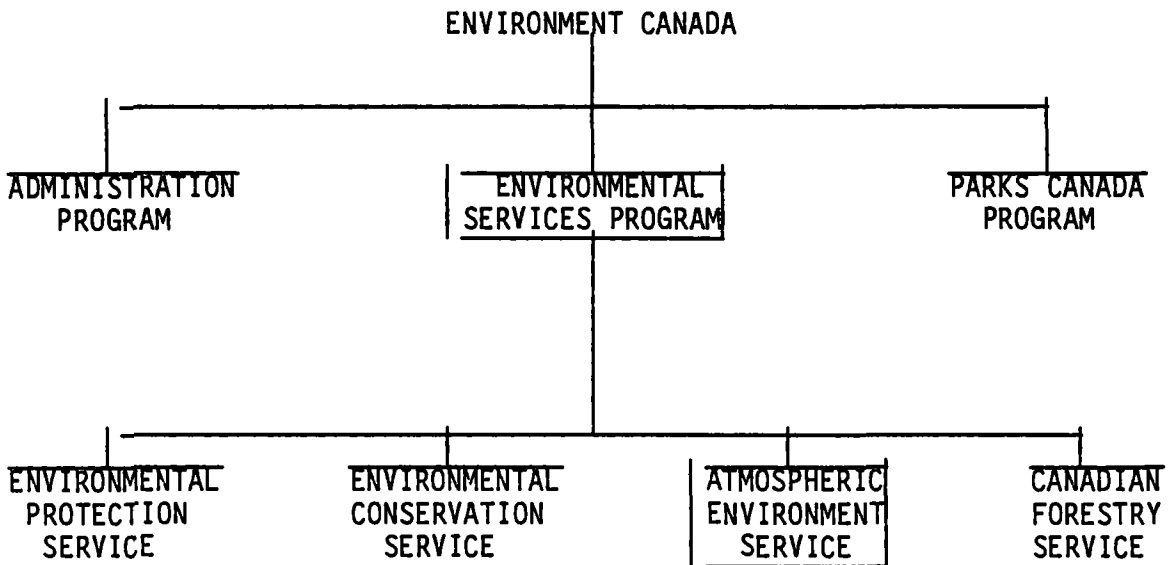 ENVIRONMENT CANADA
ADMINISTRATION
PROGRAM
ENVIRONMENTAL
SERVICES PROGRAM
PARKS CANADA
PROGRAM
ENVIRONMENTAL
PROTECTION
SERVICE
ENVIRONMENTAL
CONSERVATION
SERVICE
ATMOSPHERIC
ENVIRONMENT
SERVICE
CANADIAN
FORESTRY
SERVICE